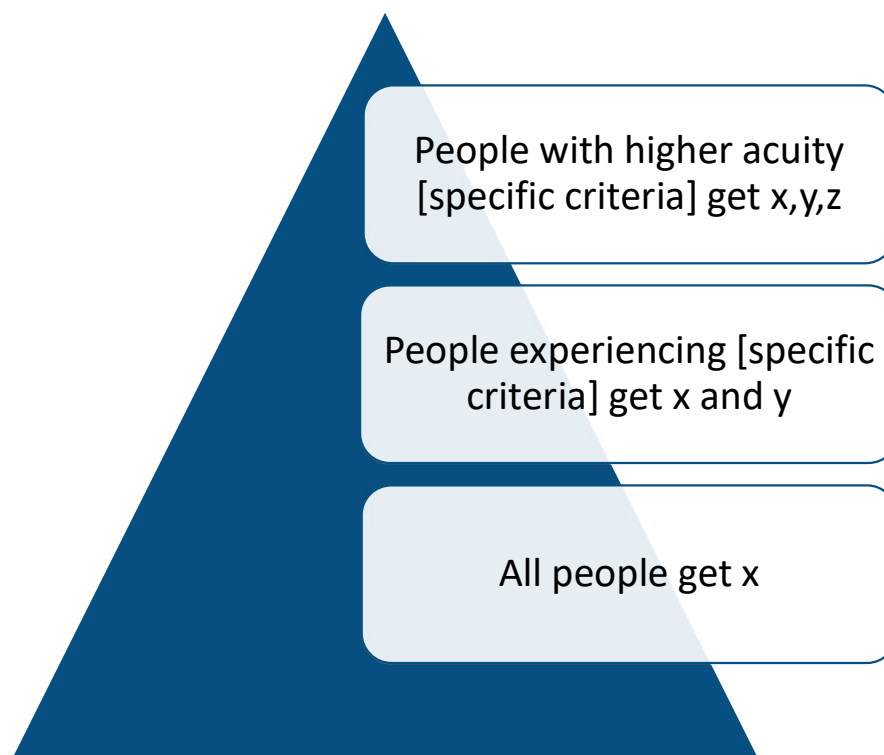 People with higher acuity
[specific criteria] get x,y,z
People experiencing [specific
criteria] get x and y
All people get x